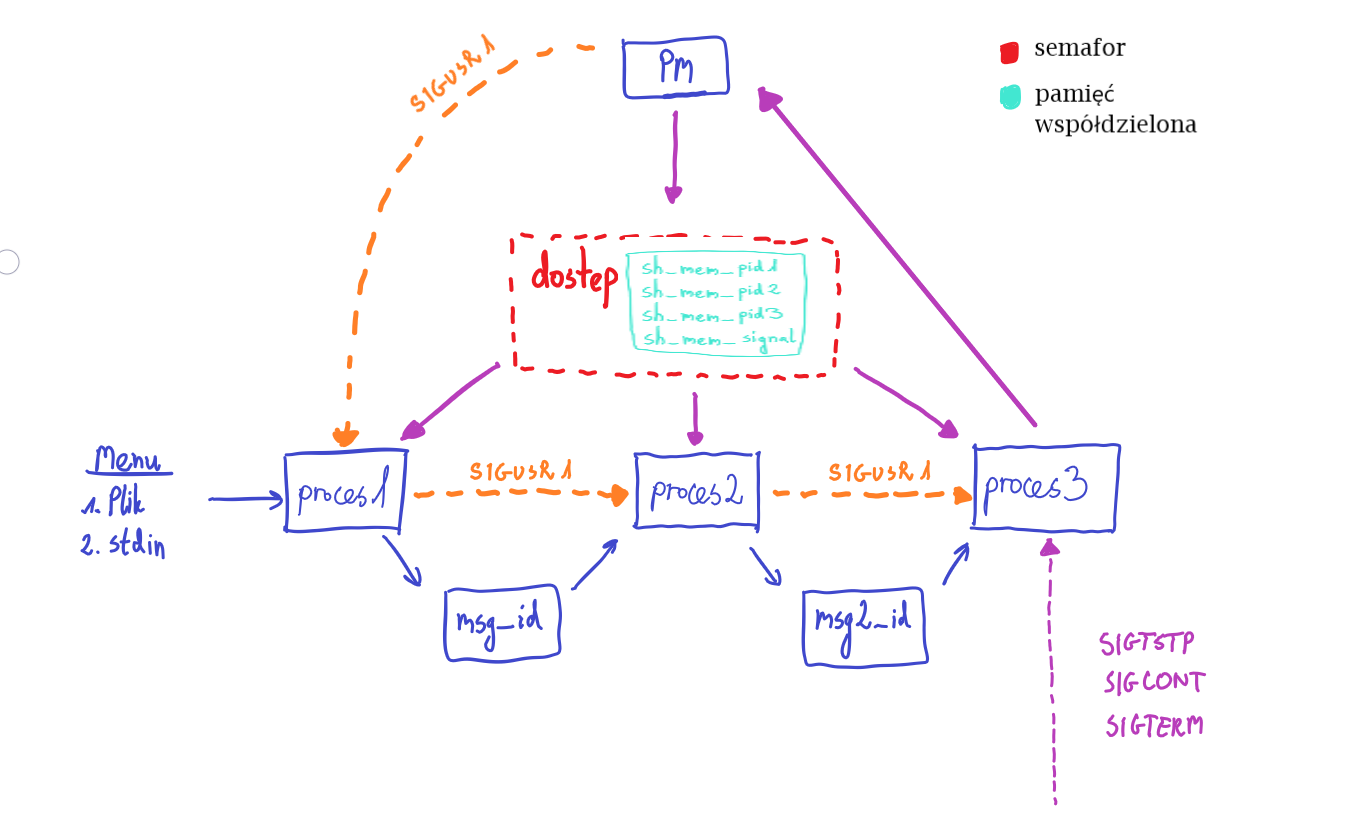 SIGUSR1
PM
semafor
pamięć
współdzielona
dostęp
sh_mem_pid1
sh_mem_pid2
sh_mem_pid3
sh_mem_signal
Menu
1. Plik
2. stdin
proces1
SIGUSR1
proces2
SIGUSR1
proces3
msg_id
msg2_id
SIGTSTP
SIGCONT
SIGTERM